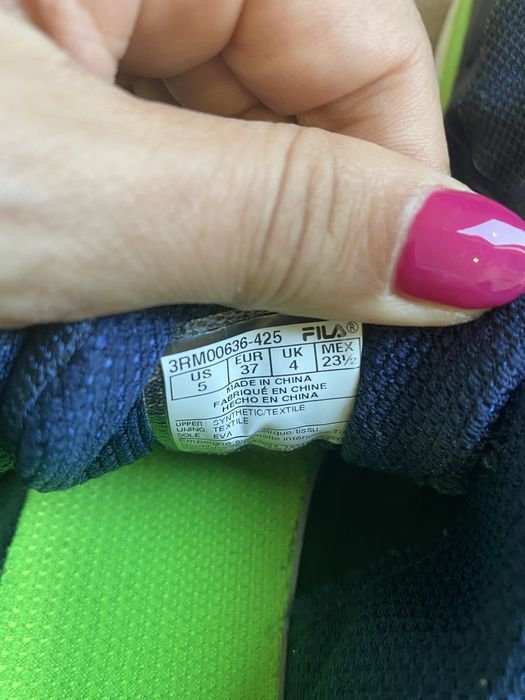 3RM00636-425 FILA®
US EUR UK MEX
5 37 4 23½
MADE IN CHINA
FABRIQUÉ EN CHINE
HECHO EN CHINA
UPPER: SYNTHETIC/TEXTILE
LINING: TEXTILE
SOLE: EVA